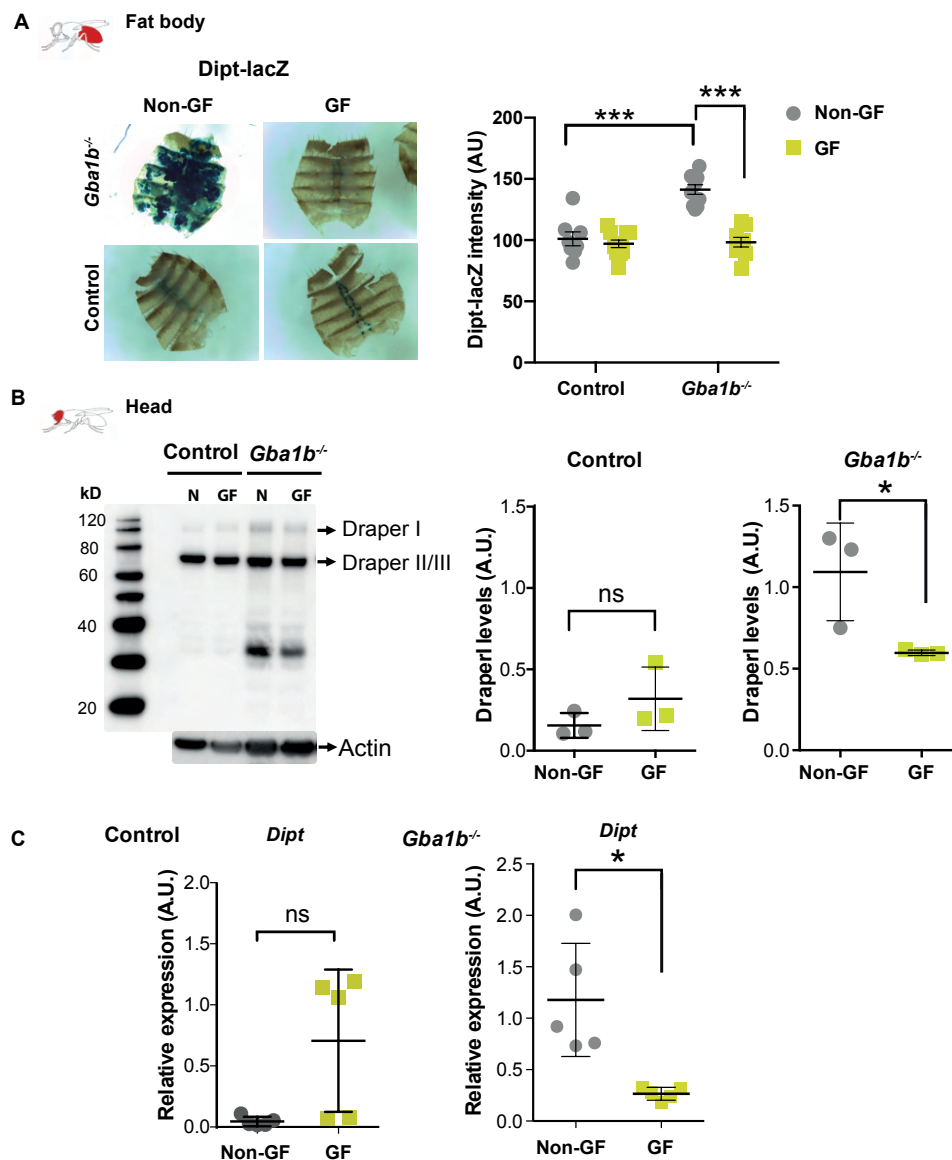 A
Fat body
Dipt-lacZ
Non-GF GF
Gba1b-/-
Control
Dipt-lacZ intensity (AU)
200
150
100
50
0
*** ***
Non-GF
GF
Control Gba1b-/-
B
Head
Control Gba1b-/-
kD N GF N GF
120
80
60
40
20
Draper I
Draper II/III
Actin
Control
DraperI levels (A.U.)
1.5
1.0
0.5
0.0
ns
Non-GF GF
Gba1b-/-
DraperI levels (A.U.)
1.5
1.0
0.5
0.0
*
Non-GF GF
C
Control Dipt
Relative expression (A.U.)
2.0
1.5
1.0
0.5
0.0
ns
Non-GF GF
Gba1b-/- Dipt
Relative expression (A.U.)
2.5
2.0
1.5
1.0
0.5
0.0
*
Non-GF GF